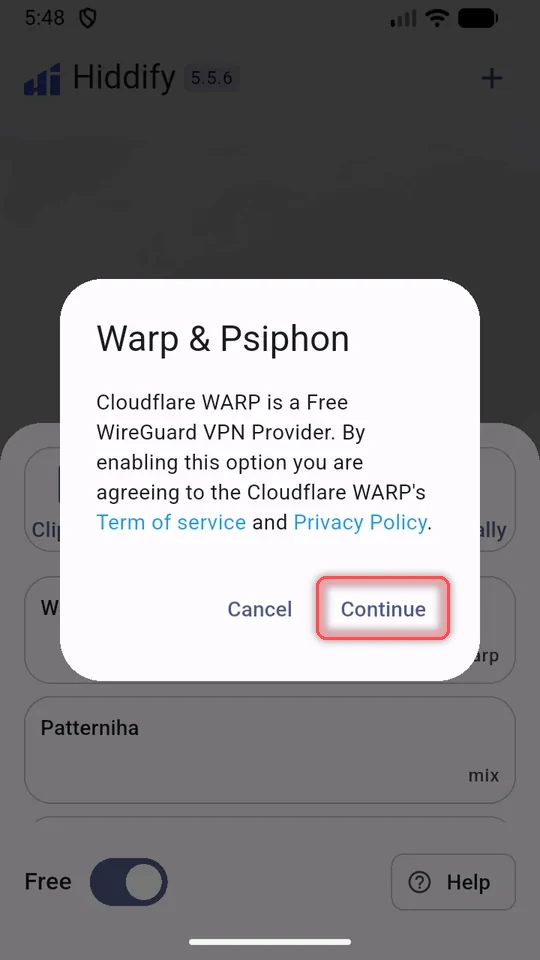 5:48
Hiddify 5.5.6
Warp & Psiphon
Cloudflare WARP is a Free
WireGuard VPN Provider. By
enabling this option you are
agreeing to the Cloudflare WARP's
Term of service and Privacy Policy.
Cancel
Continue
Patterniha
mix
Free
Help